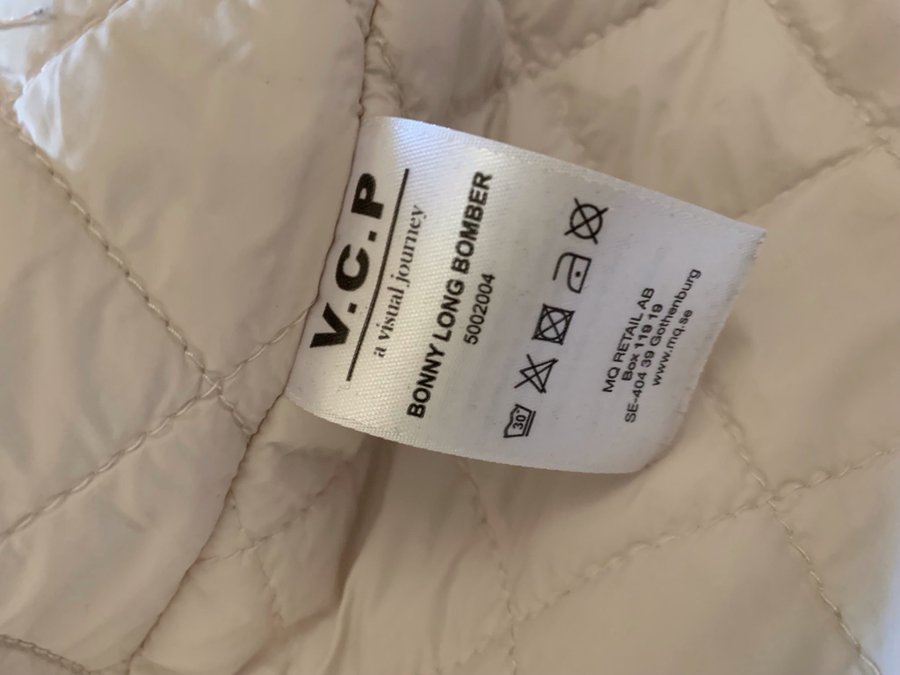 V.C.P
a visual journey
BONNY LONG BOMBER
5002004
30°
MQ RETAIL AB
Box 119 19
SE-404 39 Gothenburg
www.mq.se